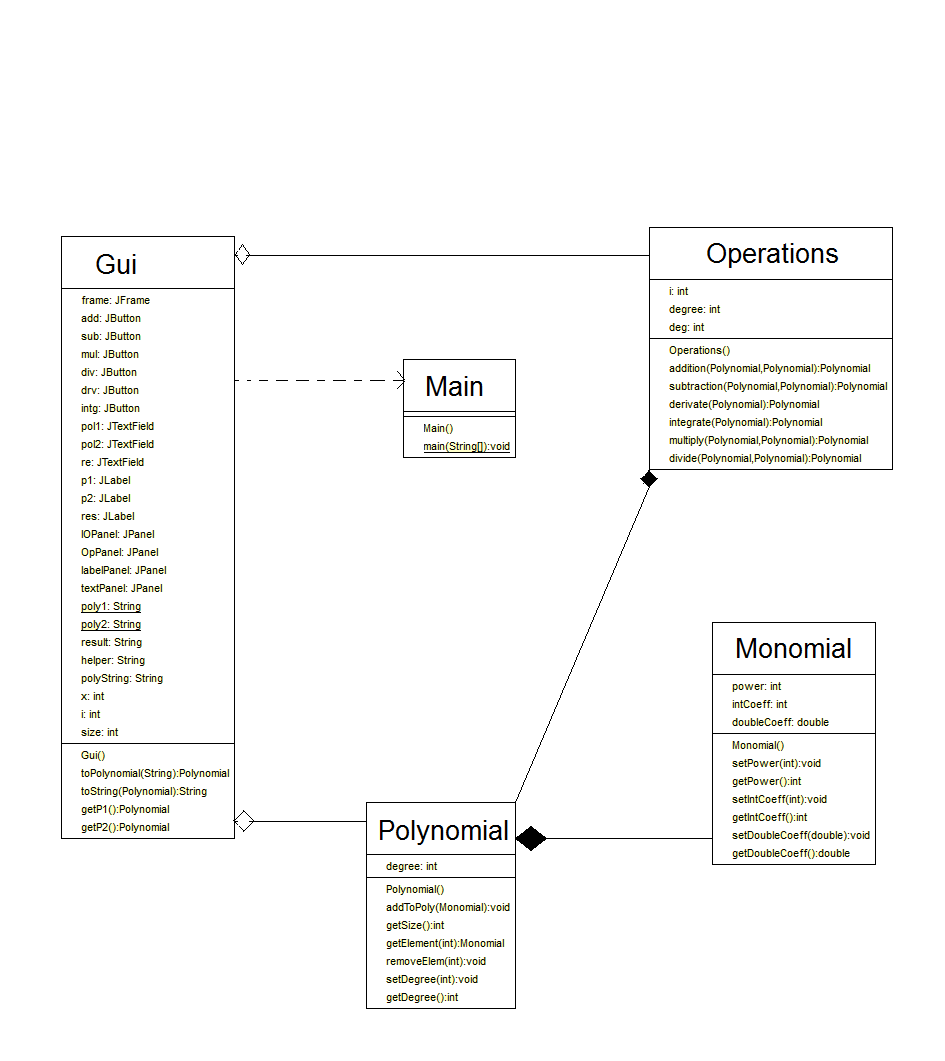 Gui
frame: JFrame
add: JButton
sub: JButton
mul: JButton
div: JButton
drv: JButton
intg: JButton
pol1: JTextField
pol2: JTextField
re: JTextField
p1: JLabel
p2: JLabel
res: JLabel
IOPanel: JPanel
OpPanel: JPanel
labelPanel: JPanel
textPanel: JPanel
poly1: String
poly2: String
result: String
helper: String
polyString: String
x: int
i: int
size: int
Gui()
toPolynomial(String):Polynomial
toString(Polynomial):String
getP1():Polynomial
getP2():Polynomial
Main
Main()
main(String[]):void
Operations
i: int
degree: int
deg: int
Operations()
addition(Polynomial,Polynomial):Polynomial
subtraction(Polynomial,Polynomial):Polynomial
derivate(Polynomial):Polynomial
integrate(Polynomial):Polynomial
multiply(Polynomial,Polynomial):Polynomial
divide(Polynomial,Polynomial):Polynomial
Monomial
power: int
intCoeff: int
doubleCoeff: double
Monomial()
setPower(int):void
getPower():int
setIntCoeff(int):void
getIntCoeff():int
setDoubleCoeff(double):void
getDoubleCoeff():double
Polynomial
degree: int
Polynomial()
addToPoly(Monomial):void
getSize():int
getElement(int):Monomial
removeElem(int):void
setDegree(int):void
getDegree():int